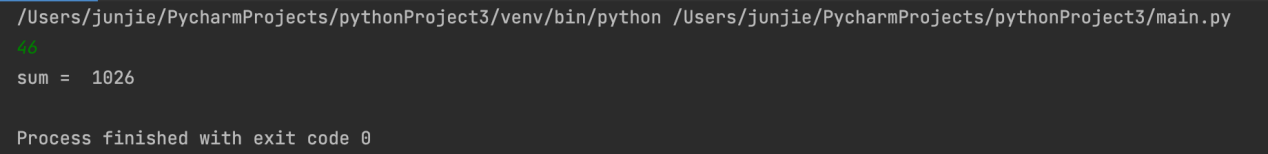 /Users/junjie/PycharmProjects/pythonProject3/venv/bin/python /Users/junjie/PycharmProjects/pythonProject3/main.py
46
sum =  1026
Process finished with exit code 0